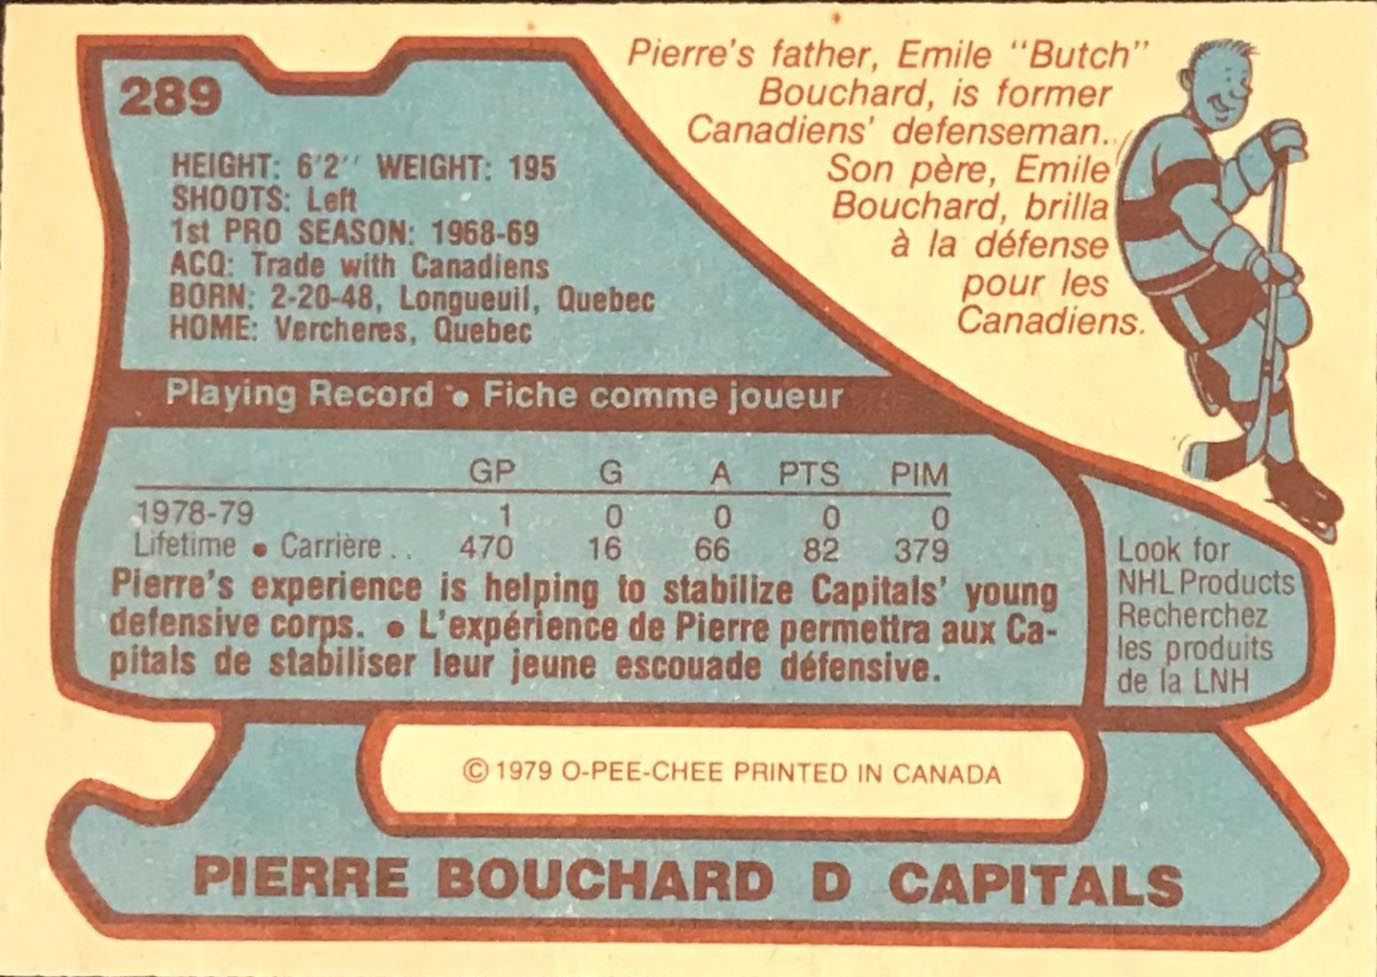 289
HEIGHT: 6'2'' WEIGHT: 195
SHOOTS: Left
1st PRO SEASON: 1968-69
ACQ: Trade with Canadiens
BORN: 2-20-48, Longueuil, Quebec
HOME: Vercheres, Quebec
Pierre's father, Emile "Butch"
Bouchard, is former
Canadiens' defenseman.
Son père, Emile
Bouchard, brilla
à la défense
pour les
Canadiens.
Playing Record • Fiche comme joueur
GP G A PTS PIM
1978-79 1 0 0 0 0
Lifetime • Carrière .. 470 16 66 82 379
Pierre's experience is helping to stabilize Capitals' young
defensive corps. • L'expérience de Pierre permettra aux Ca-
pitals de stabiliser leur jeune escouade défensive.
Look for
NHL Products
Recherchez
les produits
de la LNH
© 1979 O-PEE-CHEE PRINTED IN CANADA
PIERRE BOUCHARD D CAPITALS